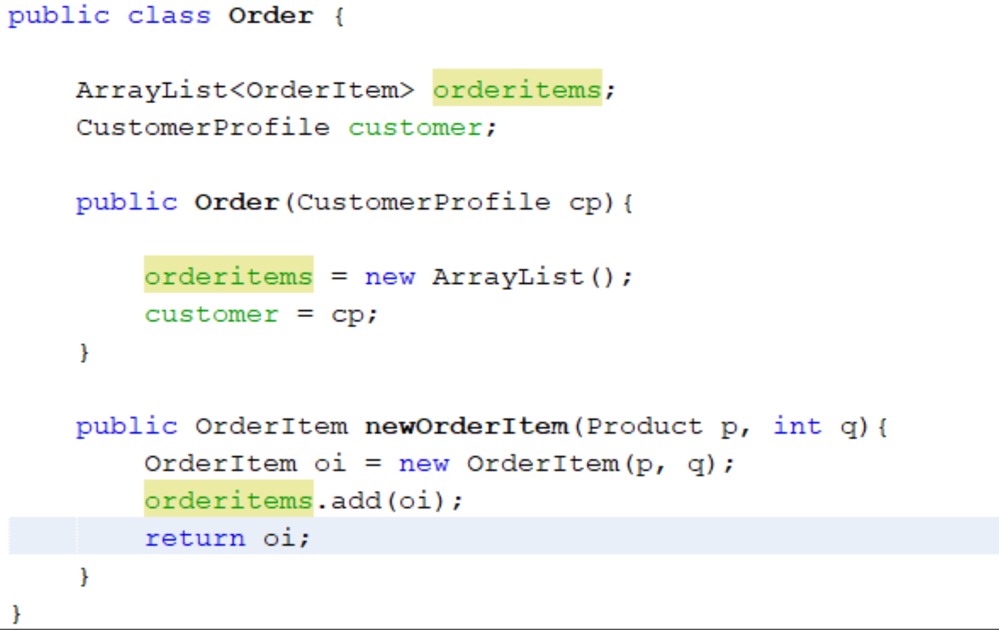 public class Order {
ArrayList<OrderItem> orderitems;
CustomerProfile customer;
public Order(CustomerProfile cp){
orderitems = new ArrayList();
customer = cp;
}
public OrderItem newOrderItem(Product p, int q){
OrderItem oi = new OrderItem(p, q);
orderitems.add(oi);
return oi;
}
}